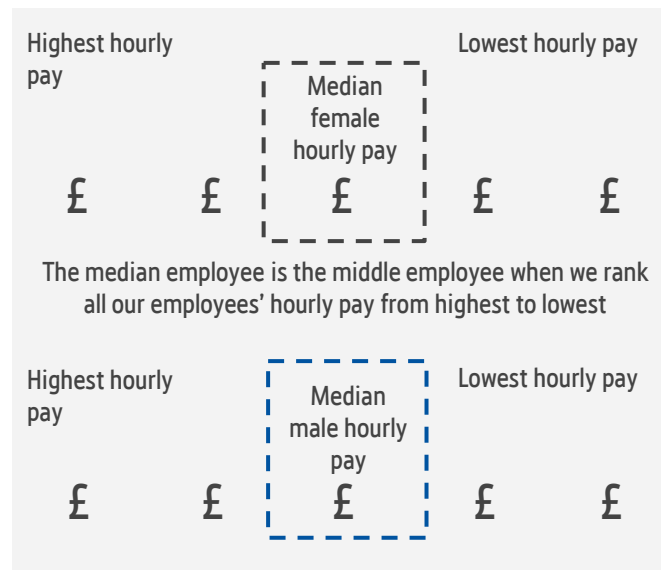 Highest hourly
pay
Lowest hourly pay
Median
female
hourly pay
£ £ £ £ £
The median employee is the middle employee when we rank
all our employees’ hourly pay from highest to lowest
Highest hourly
pay
Lowest hourly pay
Median
male hourly
pay
£ £ £ £ £